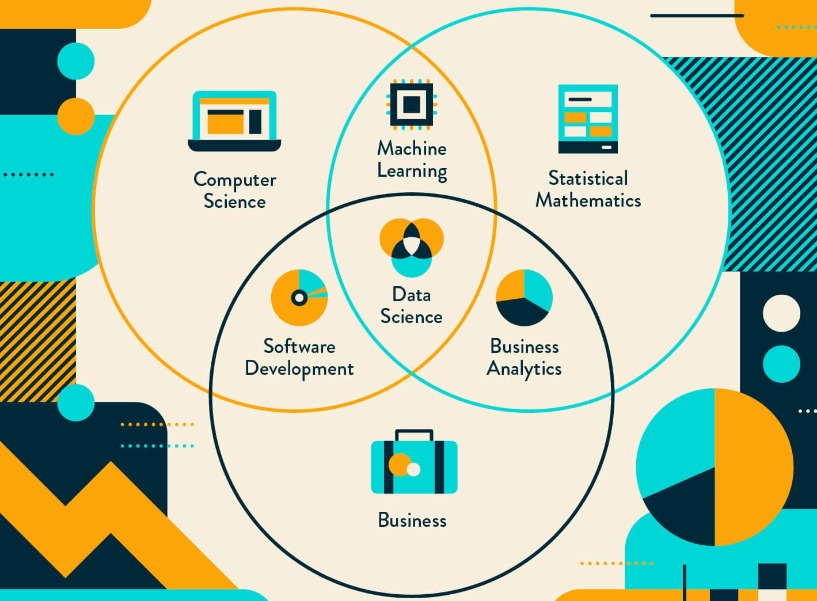 Machine
Learning
Computer
Science
Statistical
Mathematics
Data
Science
Software
Development
Business
Analytics
Business